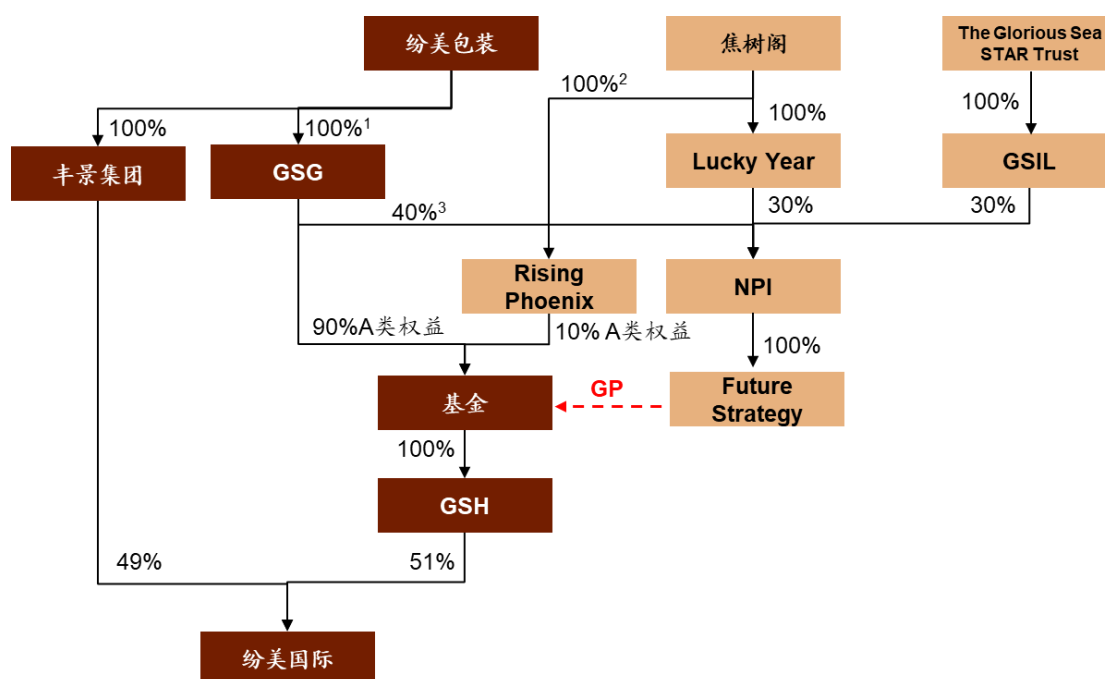 纷美包装
焦树阁
The Glorious Sea
STAR Trust
100%
100%1
100%2
100%
100%
丰景集团
GSG
Lucky Year
GSIL
40%3
30%
30%
Rising
Phoenix
NPI
90%A类权益
10% A类权益
100%
基金
GP
Future
Strategy
100%
GSH
49%
51%
纷美国际